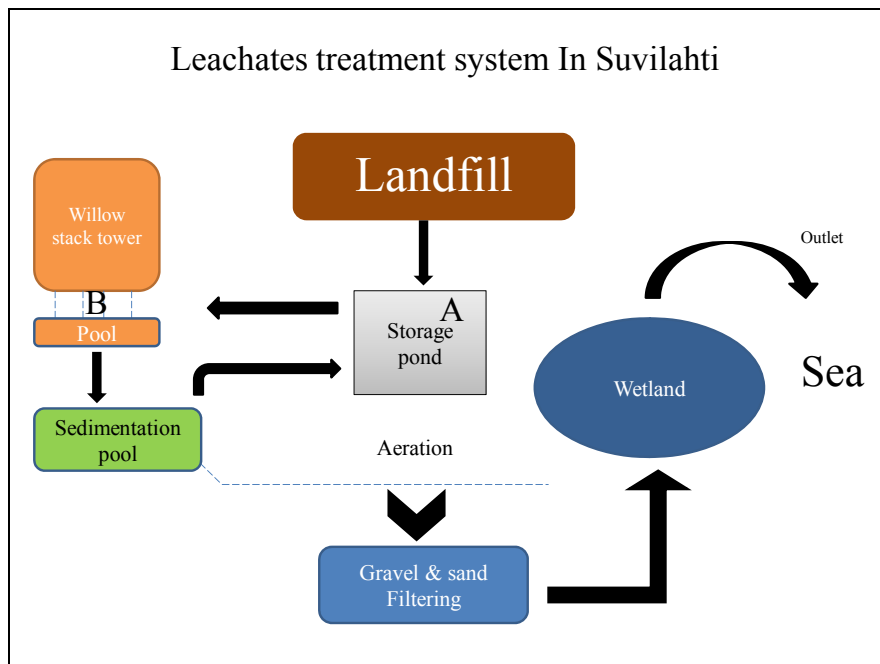 Leachates treatment system In Suvilahti
Landfill
Willow
stack tower
B
Pool
Sedimentation
pool
A
Storage
pond
Aeration
Gravel & sand
Filtering
Wetland
Outlet
Sea